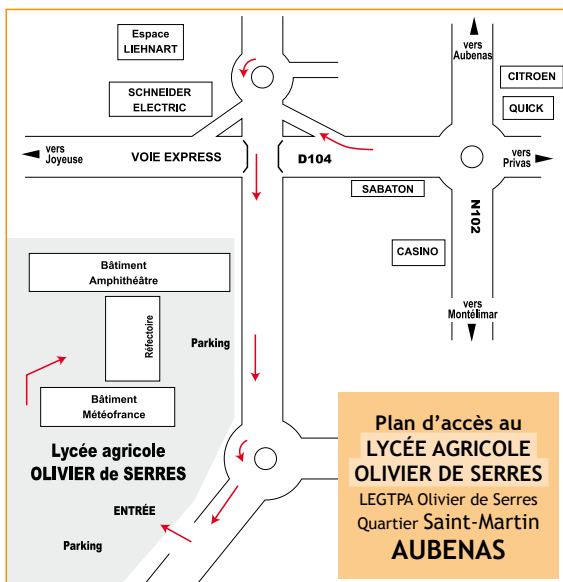 Espace
LIEHNART
SCHNEIDER
ELECTRIC
vers
Aubenas
CITROEN
QUICK
vers
Joyeuse
VOIE EXPRESS
D104
vers
Privas
SABATON
N102
CASINO
vers
Montélimar
Bâtiment
Amphithéâtre
Réfectoire
Parking
Bâtiment
Météofrance
Lycée agricole
OLIVIER de SERRES
ENTRÉE
Parking
Plan d’accès au
LYCÉE AGRICOLE
OLIVIER DE SERRES
LEGTPA Olivier de Serres
Quartier Saint-Martin
AUBENAS